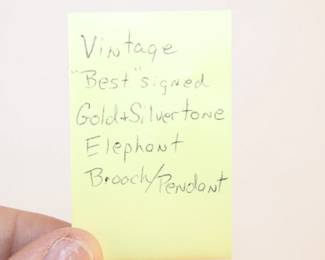 Vintage
"Best" signed
Gold+Silvertone
Elephant
Brooch/Pendant